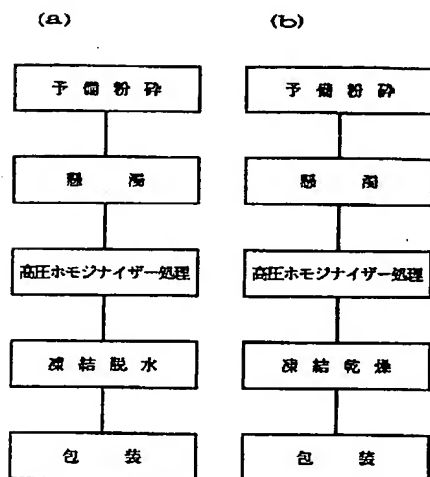 (a)
予備粉砕
懸濁
高圧ホモジナイザー処理
凍結脱水
包装
(b)
予備粉砕
懸濁
高圧ホモジナイザー処理
凍結乾燥
包装